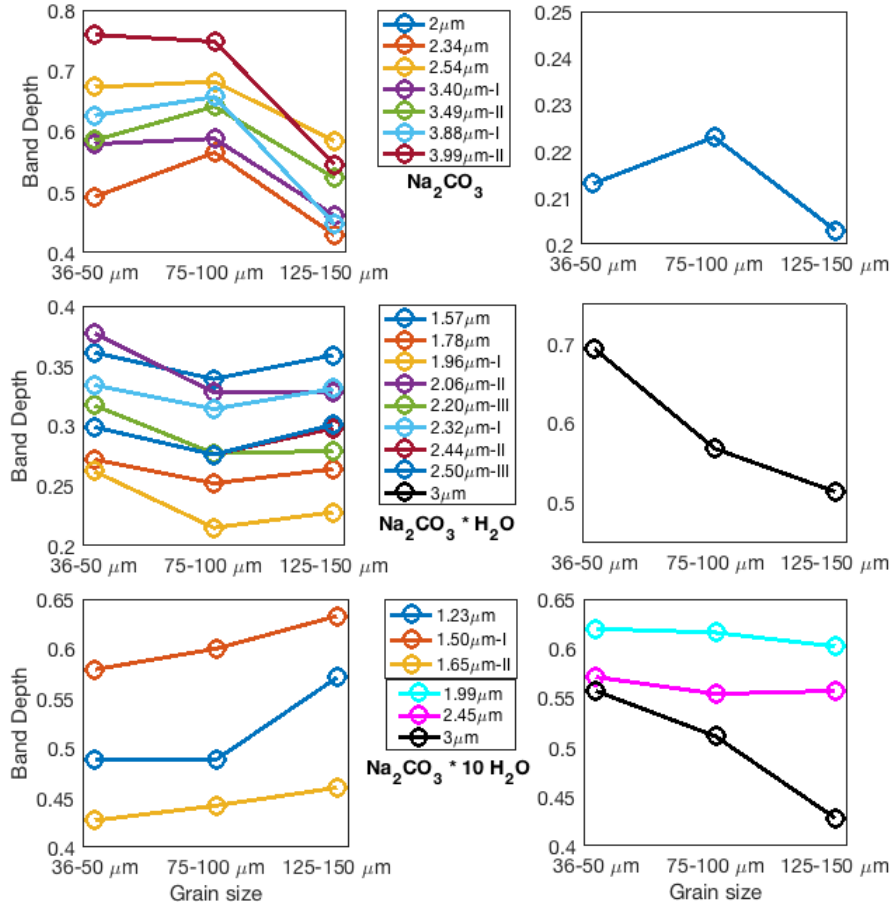 0.8
0.7
0.6
0.5
0.4
Band Depth
36-50 μm
75-100 μm
125-150 μm
2μm
2.34μm
2.54μm
3.40μm-I
3.49μm-II
3.88μm-I
3.99μm-II
Na₂CO₃
0.25
0.24
0.23
0.22
0.21
0.2
36-50 μm
75-100 μm
125-150 μm
0.4
0.35
0.3
0.25
0.2
Band Depth
36-50 μm
75-100 μm
125-150 μm
1.57μm
1.78μm
1.96μm-I
2.06μm-II
2.20μm-III
2.32μm-I
2.44μm-II
2.50μm-III
3μm
Na₂CO₃ * H₂O
0.7
0.6
0.5
36-50 μm
75-100 μm
125-150 μm
0.65
0.6
0.55
0.5
0.45
0.4
Band Depth
36-50 μm
75-100 μm
125-150 μm
Grain size
1.23μm
1.50μm-I
1.65μm-II
1.99μm
2.45μm
3μm
Na₂CO₃ * 10 H₂O
0.65
0.6
0.55
0.5
0.45
0.4
36-50 μm
75-100 μm
125-150 μm
Grain size